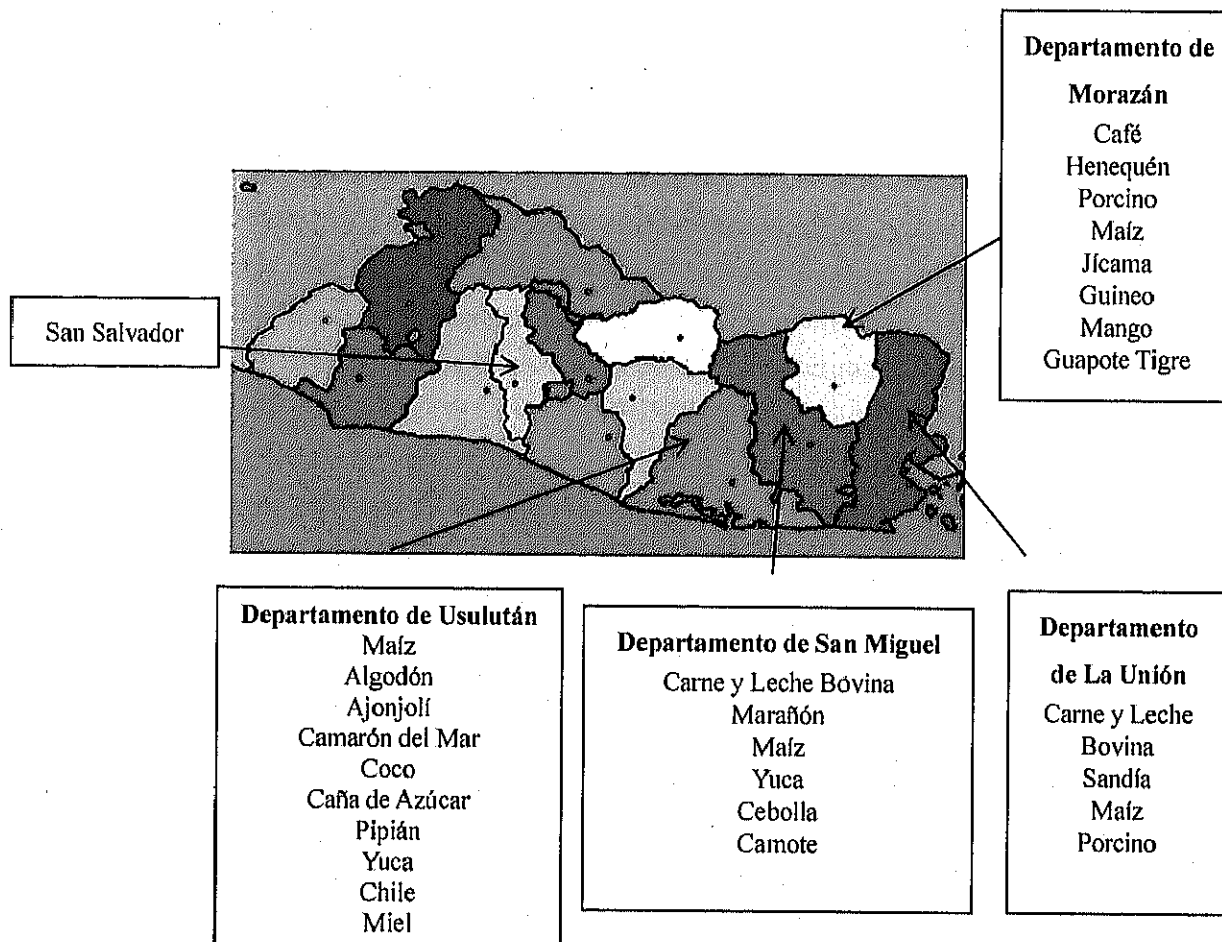 Departamento de
Morazán
Café
Henequén
Porcino
Maíz
Jícama
Guineo
Mango
Guapote Tigre
San Salvador
Departamento de Usulután
Maíz
Algodón
Ajonjolí
Camarón del Mar
Coco
Caña de Azúcar
Pipián
Yuca
Chile
Miel
Departamento de San Miguel
Carne y Leche Bovina
Marañón
Maíz
Yuca
Cebolla
Camote
Departamento
de La Unión
Carne y Leche
Bovina
Sandía
Maíz
Porcino